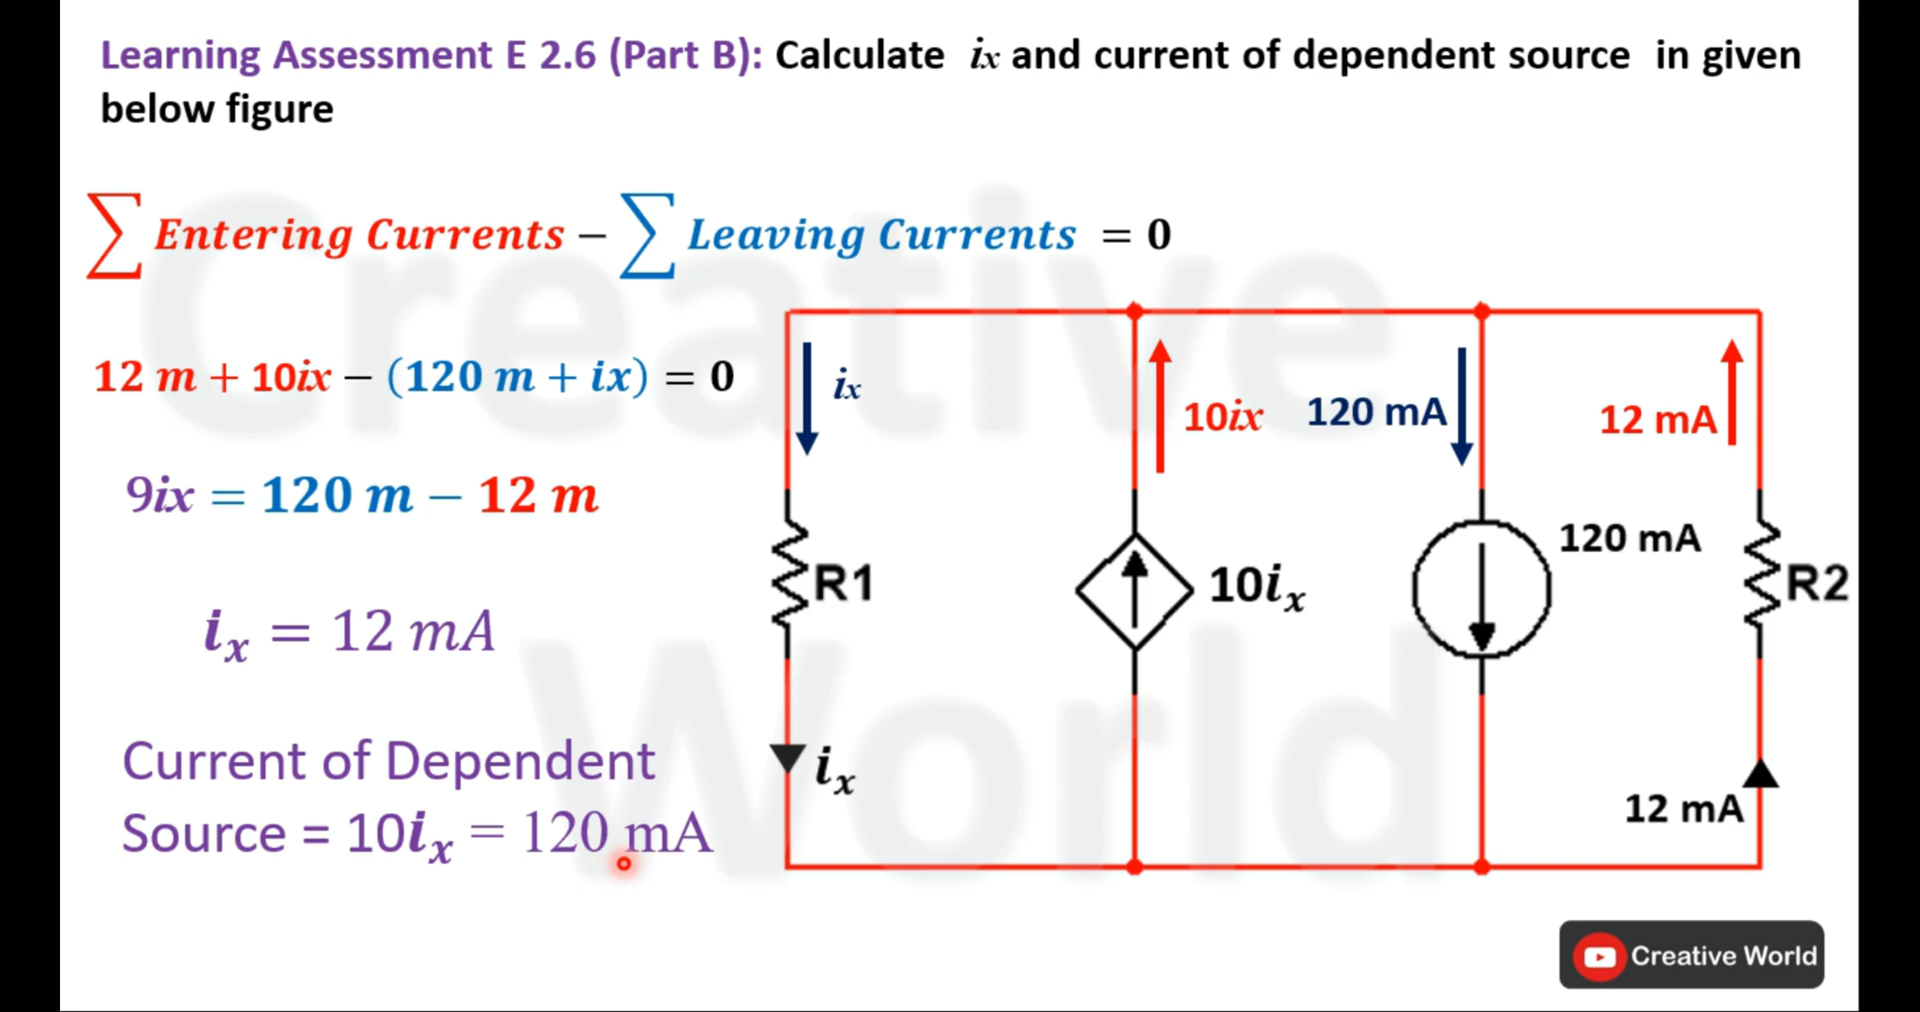 Learning Assessment E 2.6 (Part B): Calculate ix and current of dependent source in given
below figure
∑ Entering Currents − ∑ Leaving Currents = 0
12 m + 10ix − (120 m + ix) = 0
9ix = 120 m − 12 m
iₓ = 12 mA
Current of Dependent
Source = 10iₓ = 120 mA
ix
10ix
120 mA
12 mA
R1
10iₓ
120 mA
R2
iₓ
12 mA
Creative
World
Creative World